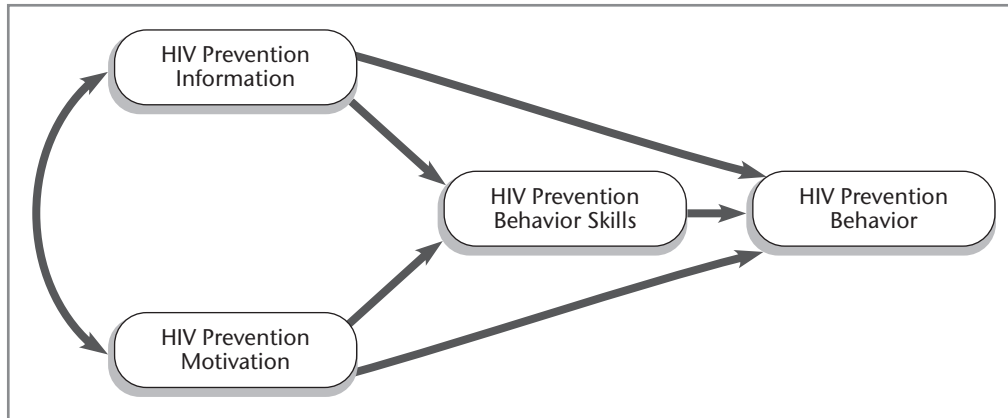 HIV Prevention
Information
HIV Prevention
Behavior Skills
HIV Prevention
Behavior
HIV Prevention
Motivation